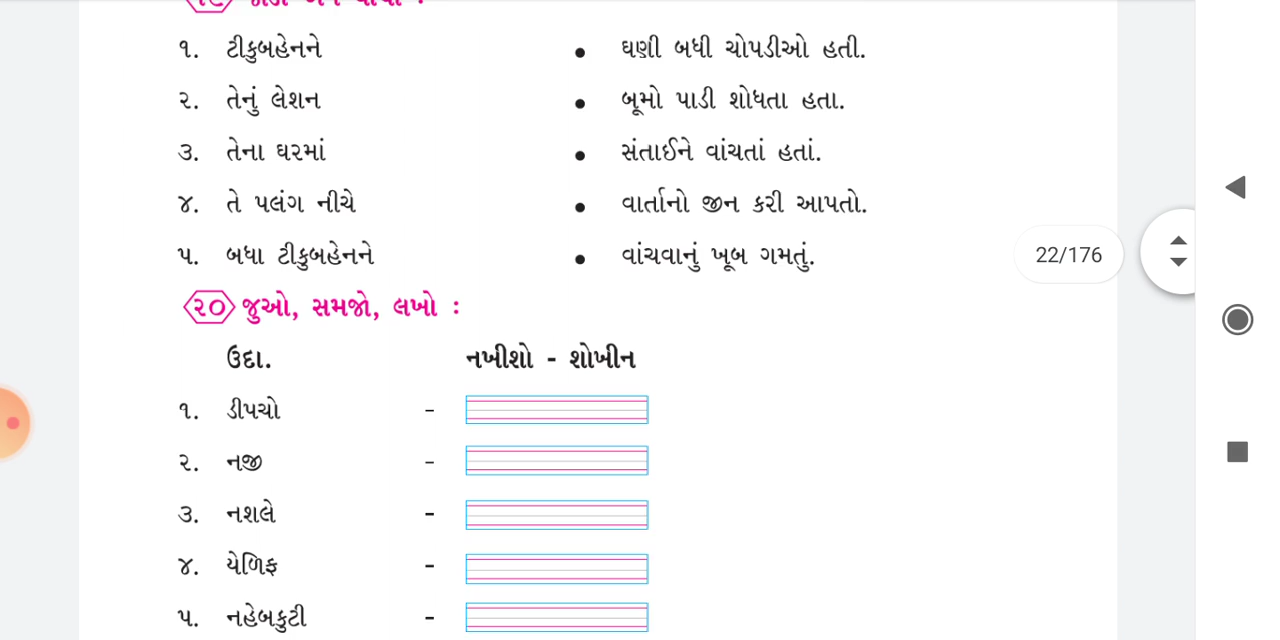 ૧. ટીકુબહેનને • ઘણી બધી ચોપડીઓ હતી.
૨. તેનું લેશન • બૂમો પાડી શોધતા હતા.
૩. તેના ઘરમાં • સંતાઈને વાંચતાં હતાં.
૪. તે પલંગ નીચે • વાર્તાનો જીન કરી આપતો.
૫. બધા ટીકુબહેનને • વાંચવાનું ખૂબ ગમતું.
22/176
૨૦ જુઓ, સમજો, લખો :
ઉદા. નખીશો - શોખીન
૧. ડીપચો -
૨. નજી -
૩. નશલે -
૪. યેળિફ -
૫. નહેબકુટી -